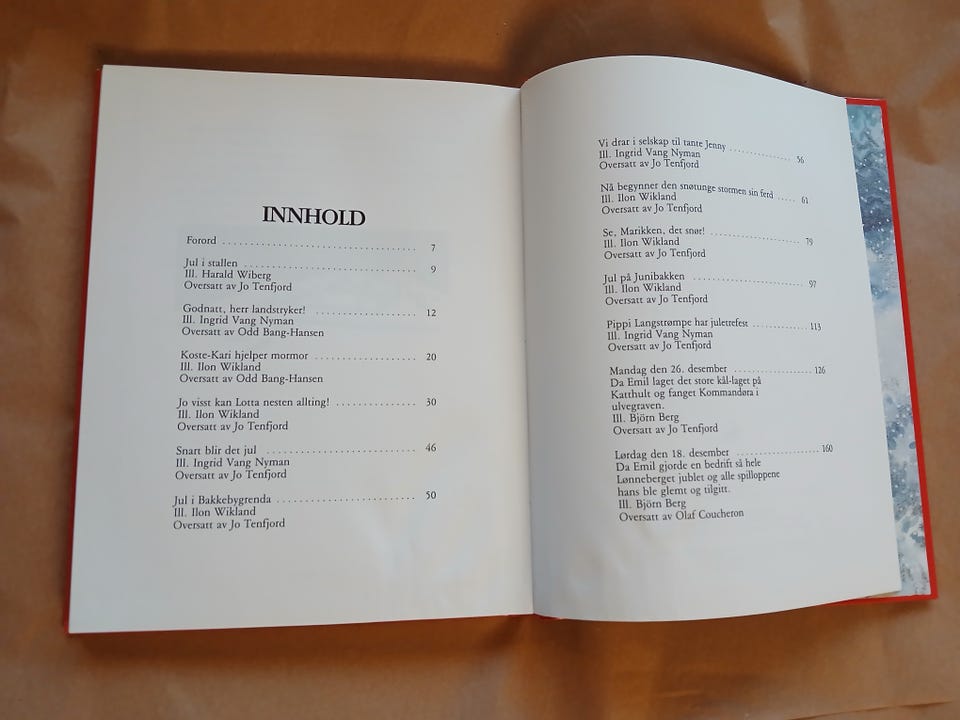 INNHOLD
Forord ........................................ 7
Jul i stallen .................................... 9
Ill. Harald Wiberg
Oversatt av Jo Tenfjord
Godnatt, herr landstryker! ........................ 12
Ill. Ingrid Vang Nyman
Oversatt av Odd Bang-Hansen
Koste-Kari hjelper mormor ..................... 20
Ill. Ilon Wikland
Oversatt av Odd Bang-Hansen
Jo visst kan Lotta nesten allting! ................ 30
Ill. Ilon Wikland
Oversatt av Jo Tenfjord
Snart blir det jul ............................... 46
Ill. Ingrid Vang Nyman
Oversatt av Jo Tenfjord
Jul i Bakkebygrenda ............................ 50
Ill. Ilon Wikland
Oversatt av Jo Tenfjord
Vi drar i selskap til tante Jenny ............. 56
Ill. Ingrid Vang Nyman
Oversatt av Jo Tenfjord
Nå begynner den snøtunge stormen sin ferd ..... 61
Ill. Ilon Wikland
Oversatt av Jo Tenfjord
Se, Marikken, det snør! ................... 79
Ill. Ilon Wikland
Oversatt av Jo Tenfjord
Jul på Junibakken ....................... 97
Ill. Ilon Wikland
Oversatt av Jo Tenfjord
Pippi Langstrømpe har juletrefest ............ 113
Ill. Ingrid Vang Nyman
Oversatt av Jo Tenfjord
Mandag den 26. desember ................. 126
Da Emil laget det store kål-laget på
Katthult og fanget Kommandøra i
ulvegraven.
Ill. Björn Berg
Oversatt av Jo Tenfjord
Lørdag den 18. desember .................... 160
Da Emil gjorde en bedrift så hele
Lønneberget jublet og alle spilloppene
hans ble glemt og tilgitt.
Ill. Björn Berg
Oversatt av Olaf Coucheron